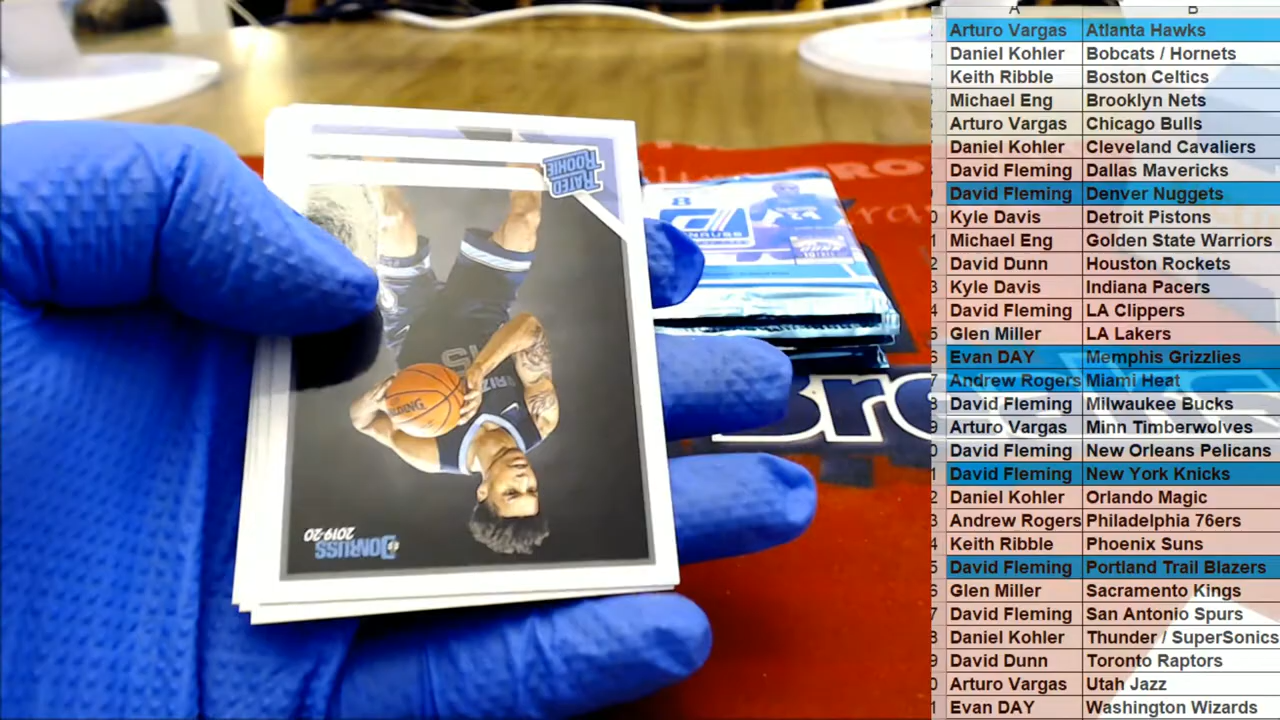 A B
Arturo Vargas Atlanta Hawks
Daniel Kohler Bobcats / Hornets
Keith Ribble Boston Celtics
Michael Eng Brooklyn Nets
Arturo Vargas Chicago Bulls
Daniel Kohler Cleveland Cavaliers
David Fleming Dallas Mavericks
David Fleming Denver Nuggets
Kyle Davis Detroit Pistons
Michael Eng Golden State Warriors
David Dunn Houston Rockets
Kyle Davis Indiana Pacers
David Fleming LA Clippers
Glen Miller LA Lakers
Evan DAY Memphis Grizzlies
Andrew Rogers Miami Heat
David Fleming Milwaukee Bucks
Arturo Vargas Minn Timberwolves
David Fleming New Orleans Pelicans
David Fleming New York Knicks
Daniel Kohler Orlando Magic
Andrew Rogers Philadelphia 76ers
Keith Ribble Phoenix Suns
David Fleming Portland Trail Blazers
Glen Miller Sacramento Kings
David Fleming San Antonio Spurs
Daniel Kohler Thunder / SuperSonics
David Dunn Toronto Raptors
Arturo Vargas Utah Jazz
Evan DAY Washington Wizards
RATED
ROOKIE
DONRUSS
2019-20
8
24